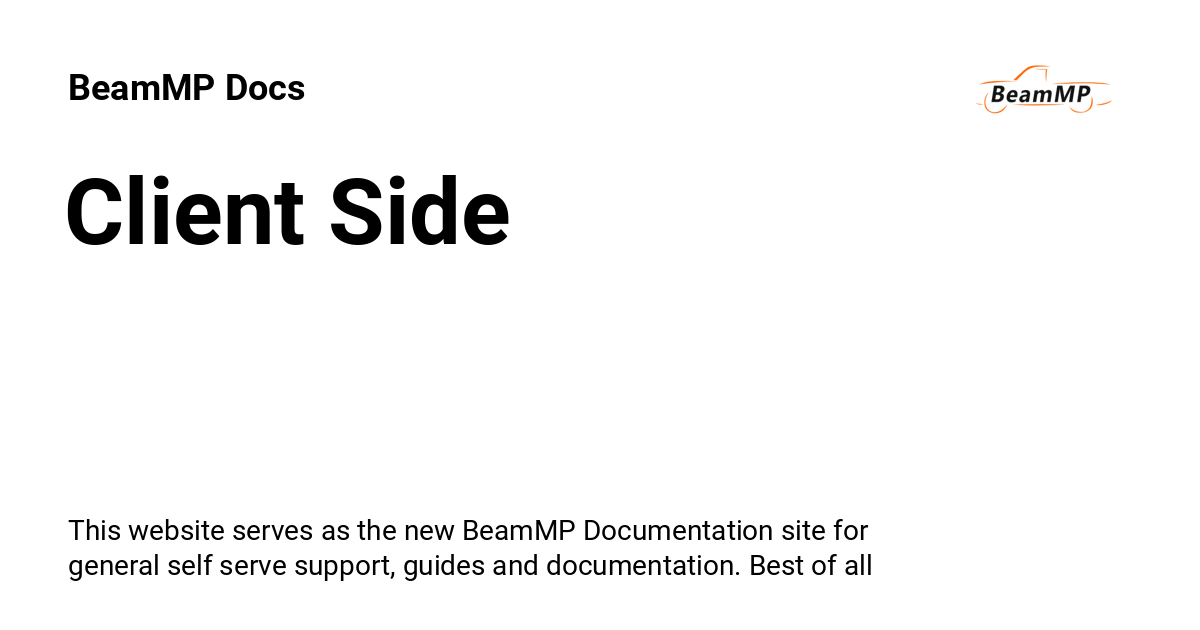 BeamMP Docs
BeamMP
Client Side
This website serves as the new BeamMP Documentation site for
general self serve support, guides and documentation. Best of all